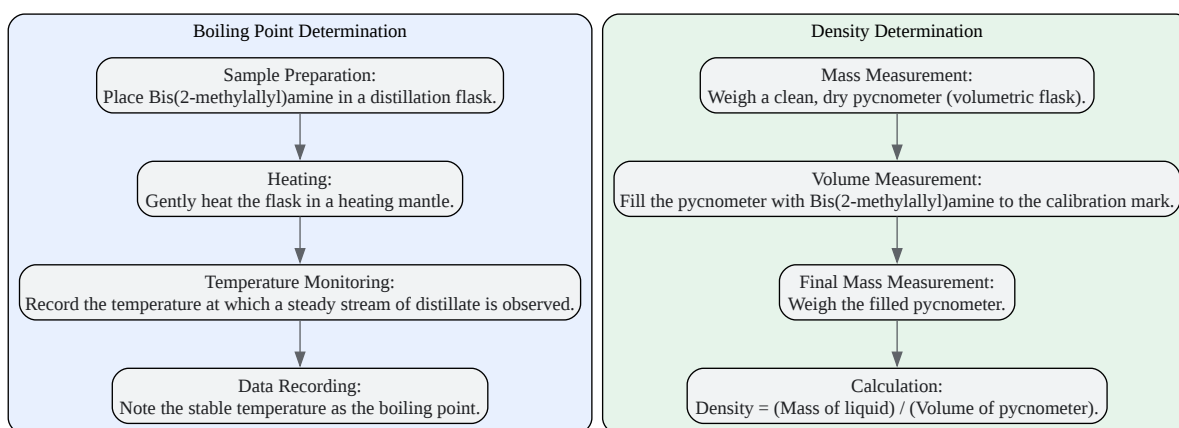 Boiling Point Determination
Sample Preparation:
Place Bis(2-methylallyl)amine in a distillation flask.
Heating:
Gently heat the flask in a heating mantle.
Temperature Monitoring:
Record the temperature at which a steady stream of distillate is observed.
Data Recording:
Note the stable temperature as the boiling point.
Density Determination
Mass Measurement:
Weigh a clean, dry pycnometer (volumetric flask).
Volume Measurement:
Fill the pycnometer with Bis(2-methylallyl)amine to the calibration mark.
Final Mass Measurement:
Weigh the filled pycnometer.
Calculation:
Density = (Mass of liquid) / (Volume of pycnometer).